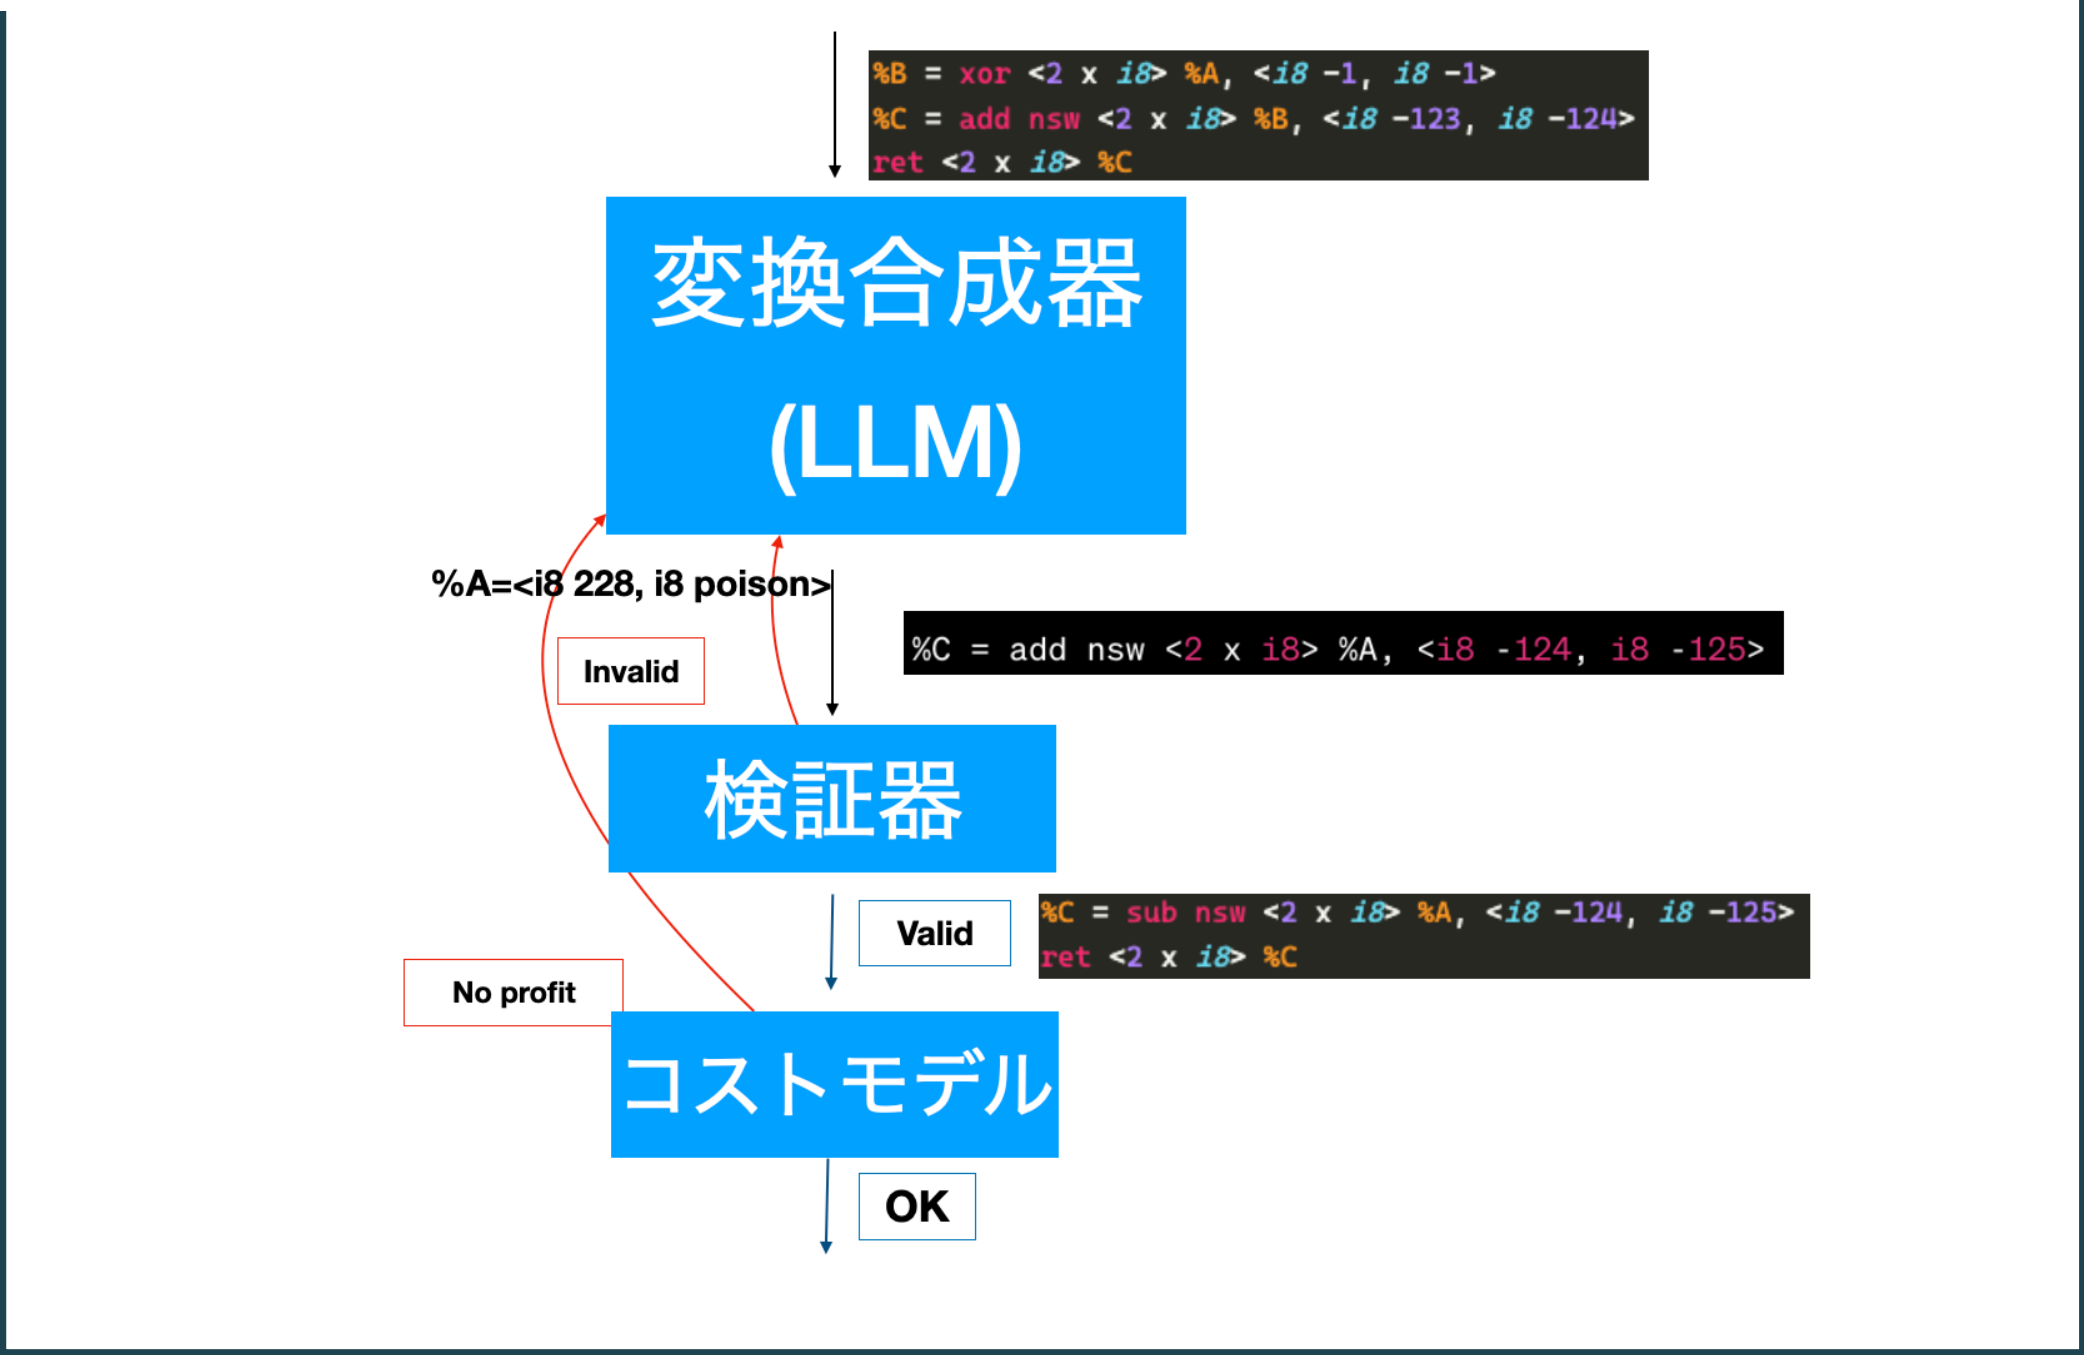 %B = xor <2 x i8> %A, <i8 −1, i8 −1>
%C = add nsw <2 x i8> %B, <i8 −123, i8 −124>
ret <2 x i8> %C
変換合成器
(LLM)
%A=<i8 228, i8 poison>
%C = add nsw <2 x i8> %A, <i8 -124, i8 -125>
Invalid
検証器
Valid
%C = sub nsw <2 x i8> %A, <i8 −124, i8 −125>
ret <2 x i8> %C
No profit
コストモデル
OK